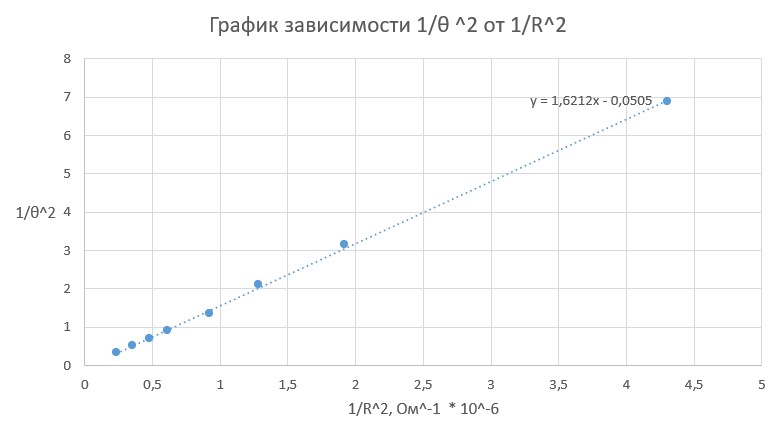 График зависимости 1/θ ^2 от 1/R^2
8
7
y = 1,6212x - 0,0505
6
5
1/θ^2
4
3
2
1
0
0 0,5 1 1,5 2 2,5 3 3,5 4 4,5 5
1/R^2, Ом^-1 * 10^-6